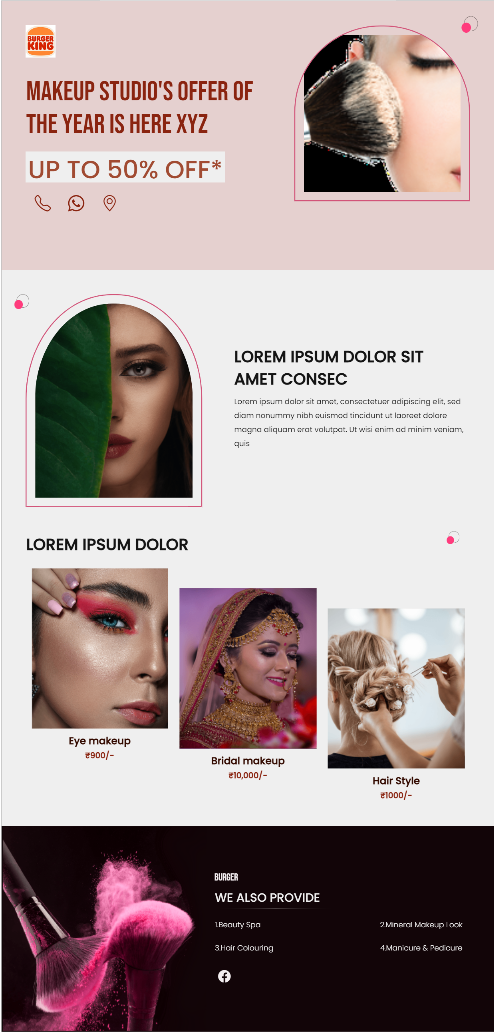 BURGER
KING
MAKEUP STUDIO'S OFFER OF
THE YEAR IS HERE XYZ
UP TO 50% OFF*
LOREM IPSUM DOLOR SIT
AMET CONSEC
Lorem ipsum dolor sit amet, consectetuer adipiscing elit, sed
diam nonummy nibh euismod tincidunt ut laoreet dolore
magna aliquam erat volutpat. Ut wisi enim ad minim veniam,
quis
LOREM IPSUM DOLOR
Eye makeup
₹900/-
Bridal makeup
₹10,000/-
Hair Style
₹1000/-
BURGER
WE ALSO PROVIDE
1.Beauty Spa
2.Mineral Makeup Look
3.Hair Colouring
4.Manicure & Pedicure